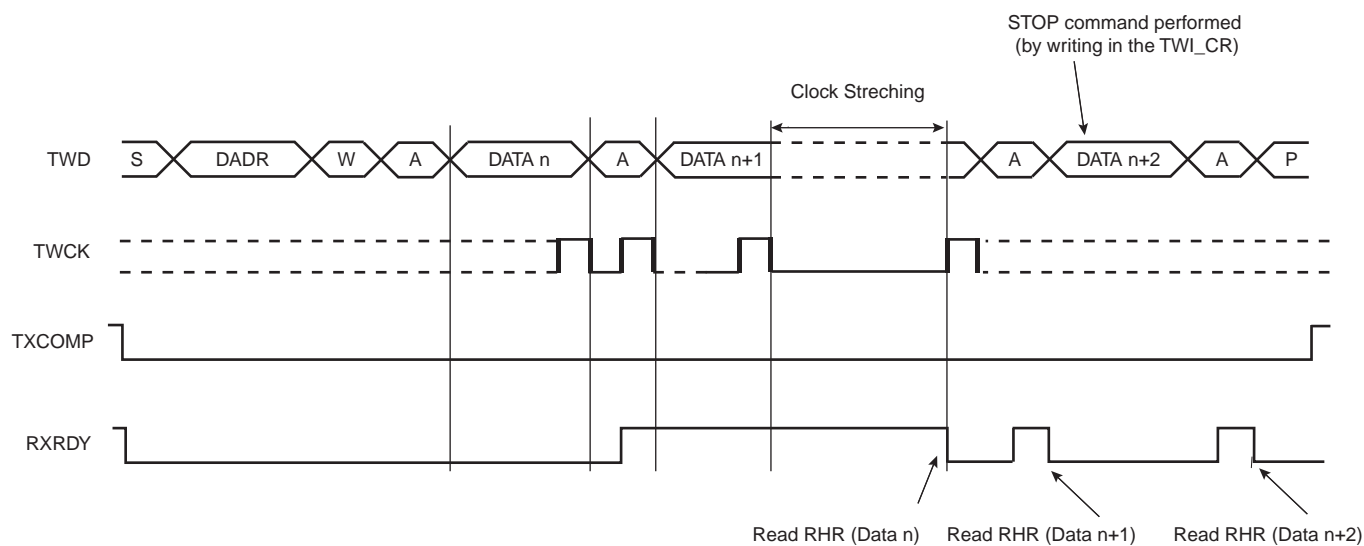 STOP command performed
(by writing in the TWI_CR)
Clock Streching
TWD S DADR W A DATA n A DATA n+1 A DATA n+2 A P
TWCK
TXCOMP
RXRDY
Read RHR (Data n) Read RHR (Data n+1) Read RHR (Data n+2)